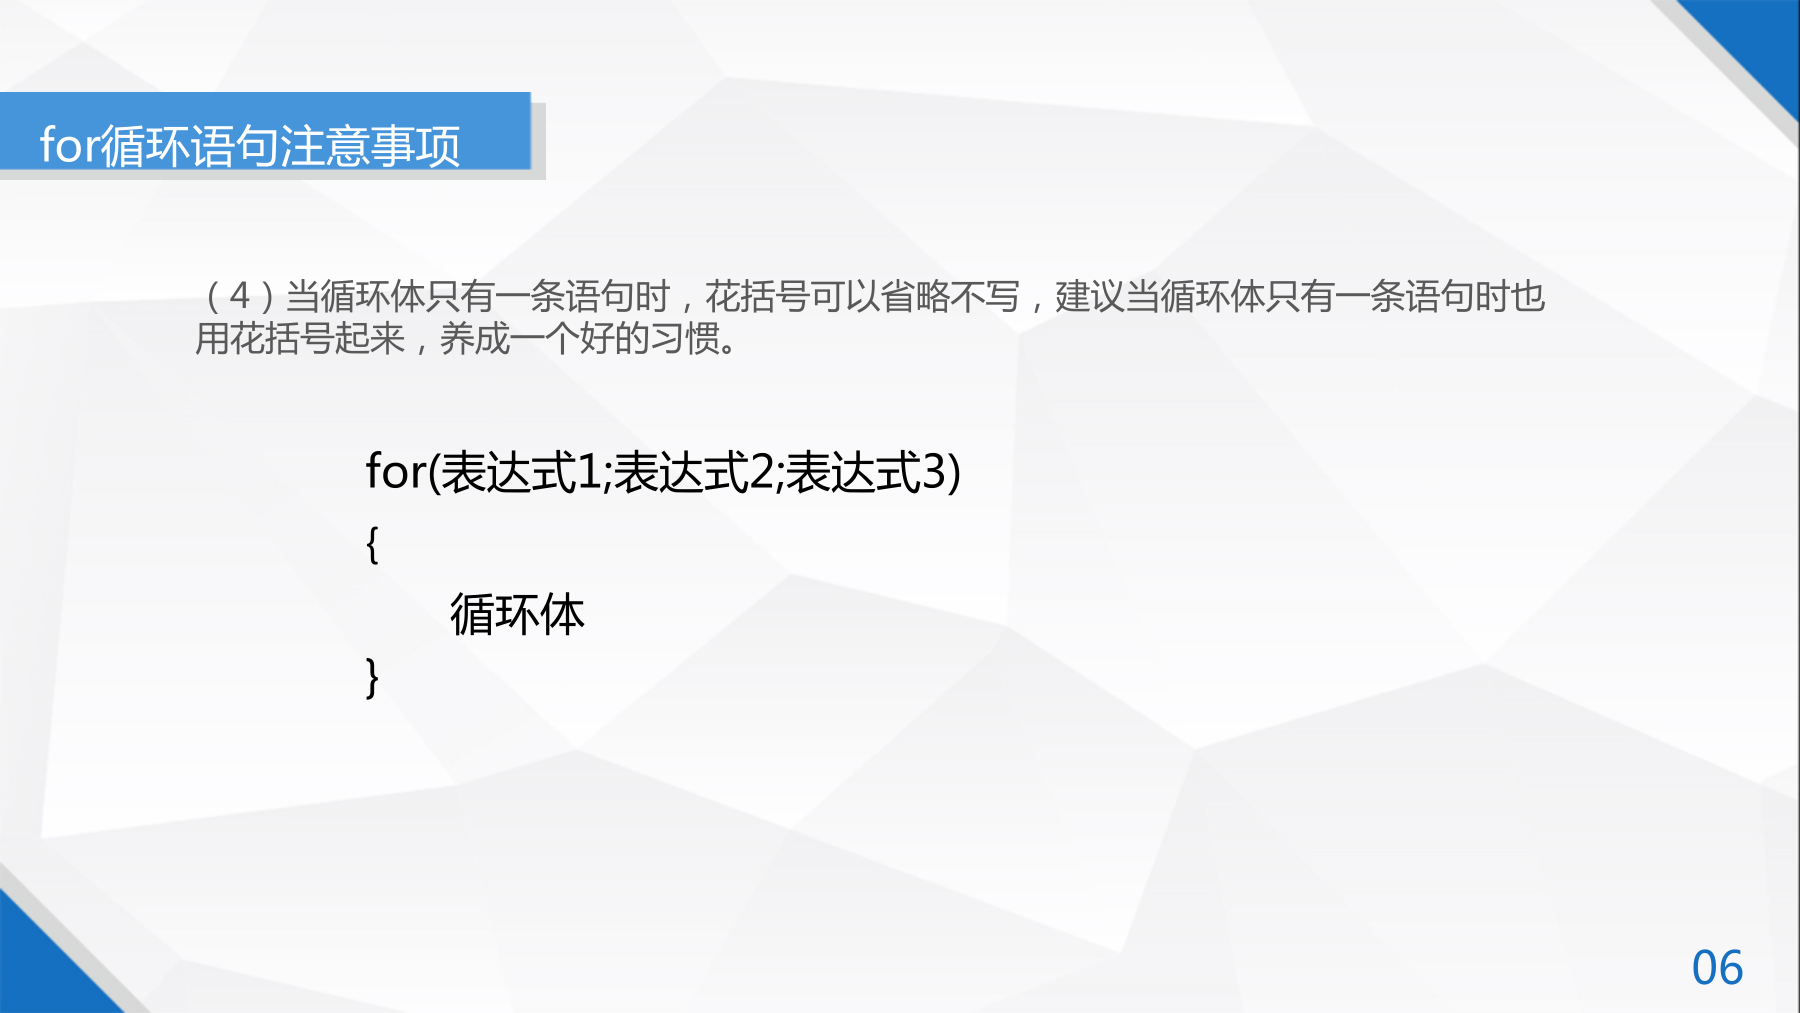 for循环语句注意事项
（4）当循环体只有一条语句时，花括号可以省略不写，建议当循环体只有一条语句时也
用花括号起来，养成一个好的习惯。
for(表达式1;表达式2;表达式3)
{
循环体
}
06